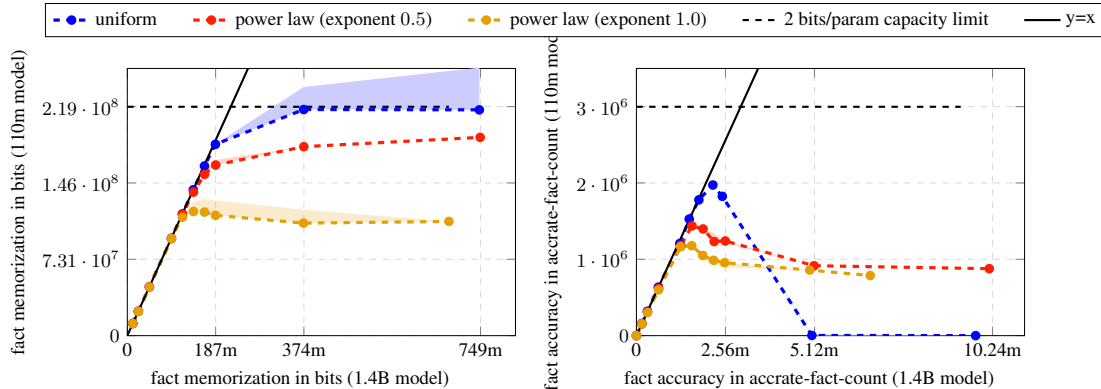 uniform power law (exponent 0.5) power law (exponent 1.0) 2 bits/param capacity limit y=x
fact memorization in bits (110m model)
2.19 · 10^8
1.46 · 10^8
7.31 · 10^7
0
0 187m 374m 749m
fact memorization in bits (1.4B model)
fact accuracy in accrate-fact-count (110m mod
3 · 10^6
2 · 10^6
1 · 10^6
0
0 2.56m 5.12m 10.24m
fact accuracy in accrate-fact-count (1.4B model)